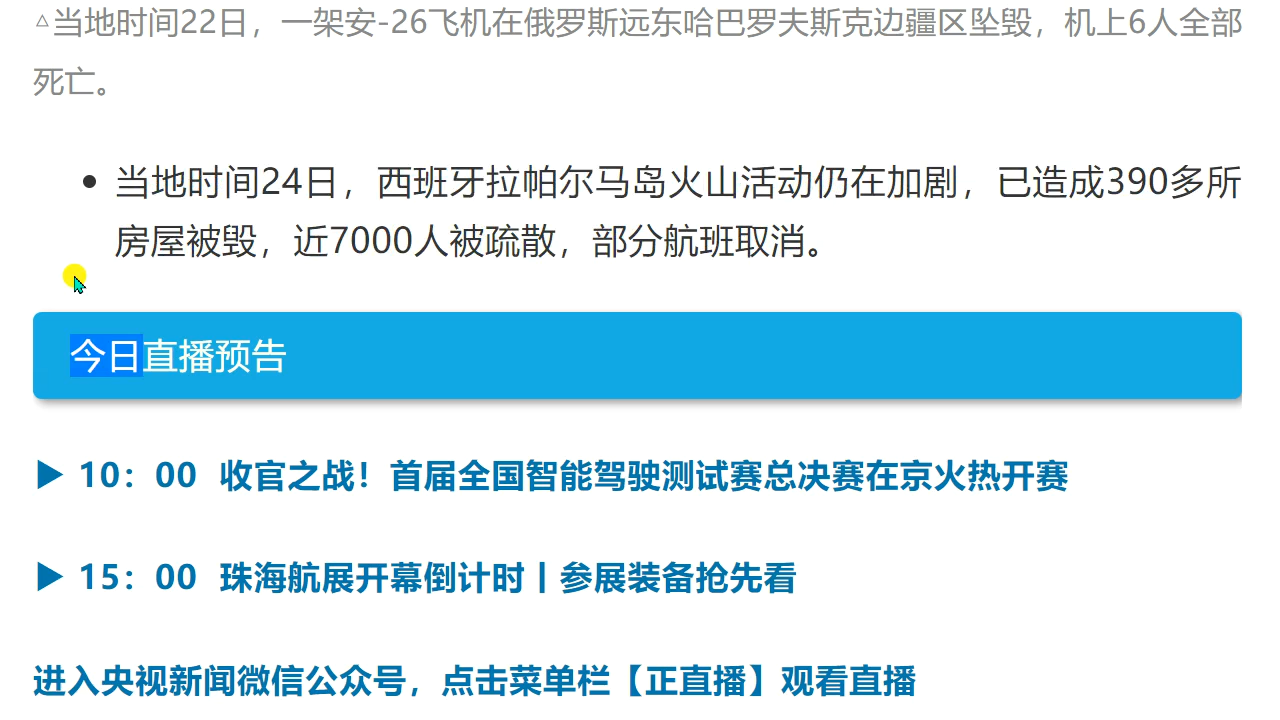 △当地时间22日，一架安-26飞机在俄罗斯远东哈巴罗夫斯克边疆区坠毁，机上6人全部
死亡。
• 当地时间24日，西班牙拉帕尔马岛火山活动仍在加剧，已造成390多所
房屋被毁，近7000人被疏散，部分航班取消。
今日直播预告
▶ 10：00 收官之战！首届全国智能驾驶测试赛总决赛在京火热开赛
▶ 15：00 珠海航展开幕倒计时丨参展装备抢先看
进入央视新闻微信公众号，点击菜单栏【正直播】观看直播